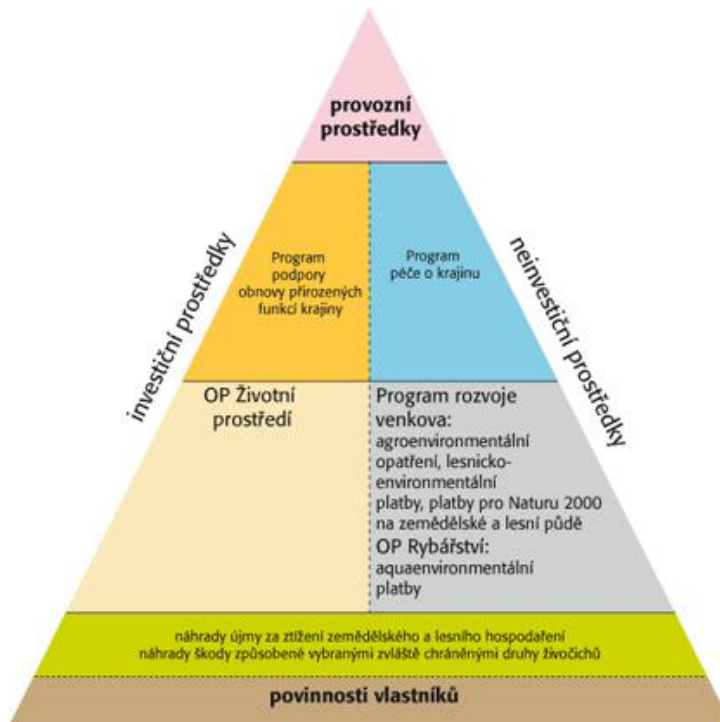 provozní
prostředky
investiční prostředky
neinvestiční prostředky
Program
podpory
obnovy přirozených
funkcí krajiny
Program
péče o krajinu
OP Životní
prostředí
Program rozvoje
venkova:
agroenvironmentální
opatření, lesnicko-
environmentální
platby, platby pro Naturu 2000
na zemědělské a lesní půdě
OP Rybářství:
aquaenvironmentální
platby
náhrady újmy za ztížení zemědělského a lesního hospodaření
náhrady škody způsobené vybranými zvláště chráněnými druhy živočichů
povinnosti vlastníků